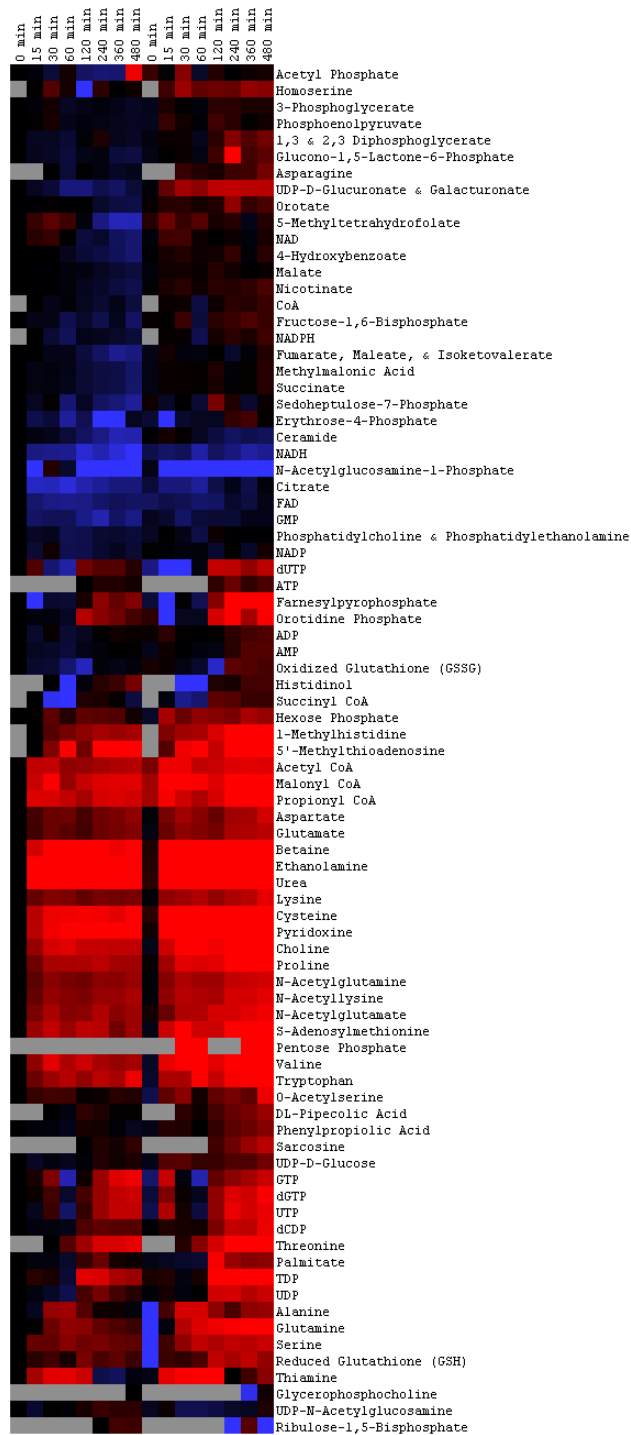 0 min
15 min
30 min
60 min
120 min
240 min
360 min
480 min
0 min
15 min
30 min
60 min
120 min
240 min
360 min
480 min
Acetyl Phosphate
Homoserine
3-Phosphoglycerate
Phosphoenolpyruvate
1,3 & 2,3 Diphosphoglycerate
Glucono-1,5-Lactone-6-Phosphate
Asparagine
UDP-D-Glucuronate & Galacturonate
Orotate
5-Methyltetrahydrofolate
NAD
4-Hydroxybenzoate
Malate
Nicotinate
CoA
Fructose-1,6-Bisphosphate
NADPH
Fumarate, Maleate, & Isoketovalerate
Methylmalonic Acid
Succinate
Sedoheptulose-7-Phosphate
Erythrose-4-Phosphate
Ceramide
NADH
N-Acetylglucosamine-1-Phosphate
Citrate
FAD
GMP
Phosphatidylcholine & Phosphatidylethanolamine
NADP
dUTP
ATP
Farnesylpyrophosphate
Orotidine Phosphate
ADP
AMP
Oxidized Glutathione (GSSG)
Histidinol
Succinyl CoA
Hexose Phosphate
1-Methylhistidine
5'-Methylthioadenosine
Acetyl CoA
Malonyl CoA
Propionyl CoA
Aspartate
Glutamate
Betaine
Ethanolamine
Urea
Lysine
Cysteine
Pyridoxine
Choline
Proline
N-Acetylglutamine
N-Acetyllysine
N-Acetylglutamate
S-Adenosylmethionine
Pentose Phosphate
Valine
Tryptophan
O-Acetylserine
DL-Pipecolic Acid
Phenylpropiolic Acid
Sarcosine
UDP-D-Glucose
GTP
dGTP
UTP
dCDP
Threonine
Palmitate
TDP
UDP
Alanine
Glutamine
Serine
Reduced Glutathione (GSH)
Thiamine
Glycerophosphocholine
UDP-N-Acetylglucosamine
Ribulose-1,5-Bisphosphate